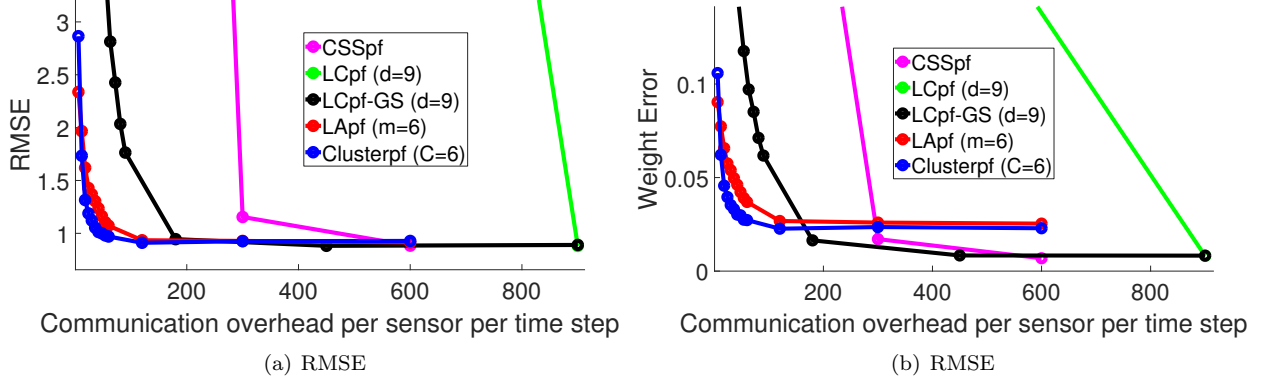 3
2.5
2
1.5
1
RMSE
CSSpf
LCpf (d=9)
LCpf-GS (d=9)
LApf (m=6)
Clusterpf (C=6)
200 400 600 800
Communication overhead per sensor per time step
(a) RMSE
0.1
0.05
0
Weight Error
CSSpf
LCpf (d=9)
LCpf-GS (d=9)
LApf (m=6)
Clusterpf (C=6)
200 400 600 800
Communication overhead per sensor per time step
(b) RMSE